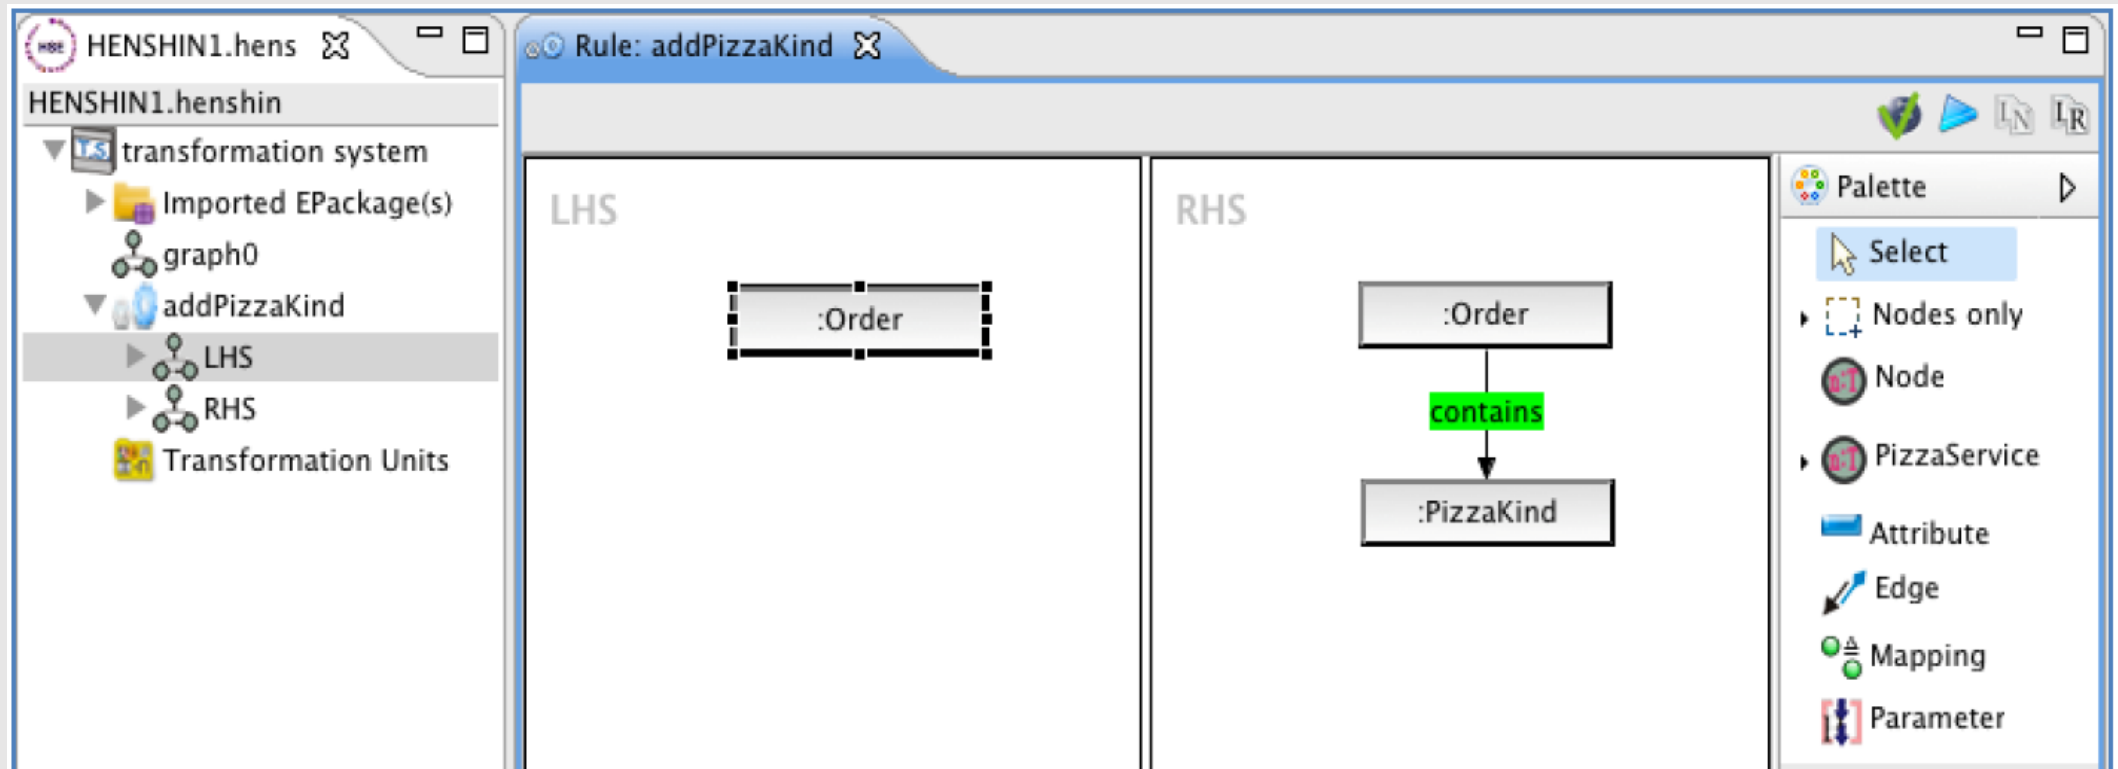 HENSHIN1.hens
HENSHIN1.henshin
transformation system
Imported EPackage(s)
graph0
addPizzaKind
LHS
RHS
Transformation Units
Rule: addPizzaKind
LHS
:Order
RHS
:Order
contains
:PizzaKind
Palette
Select
Nodes only
Node
PizzaService
Attribute
Edge
Mapping
Parameter